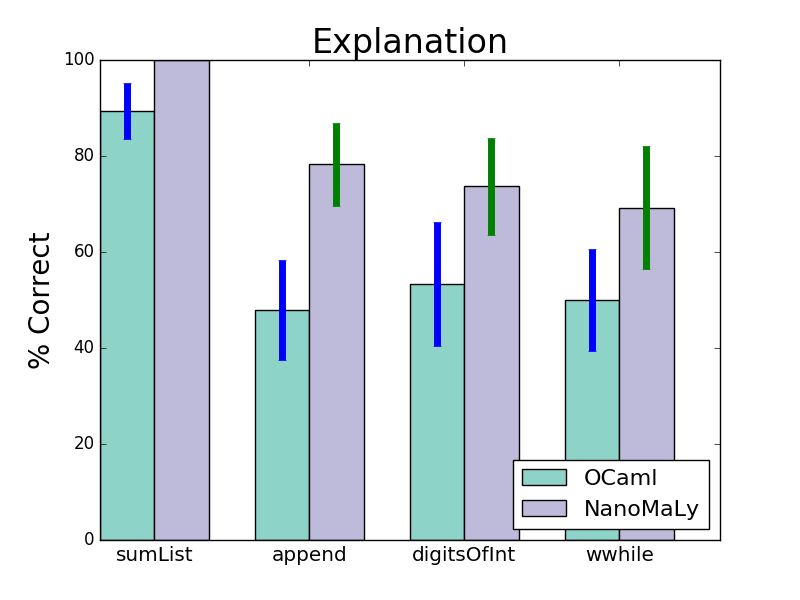 Explanation
% Correct
100
80
60
40
20
0
sumList append digitsOfInt wwhile
OCaml
NanoMaLy